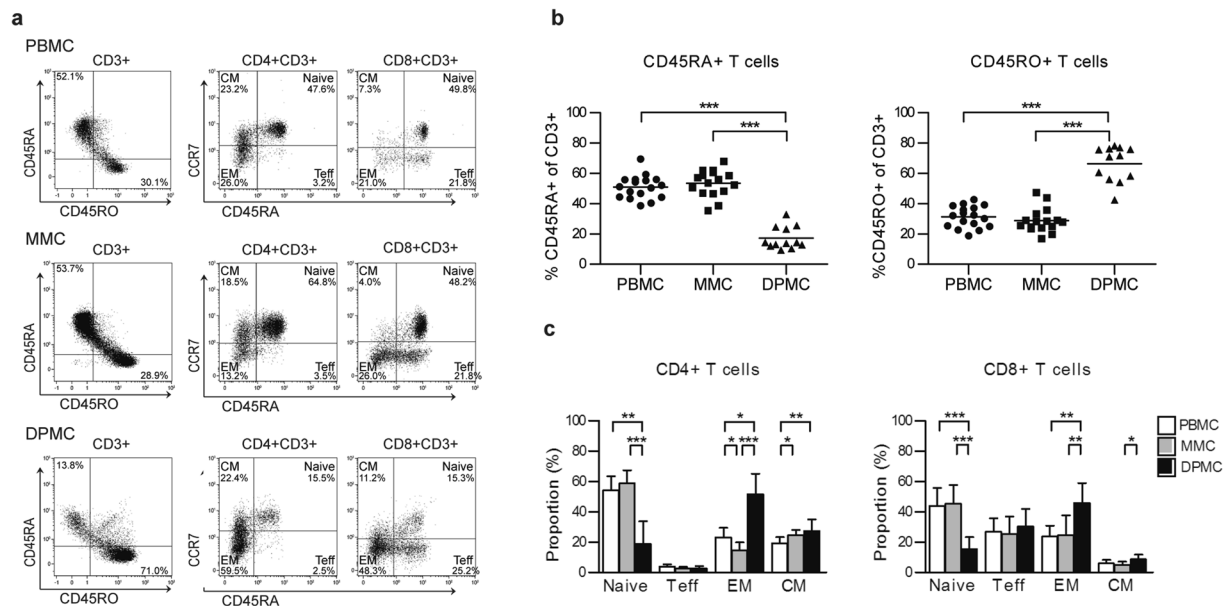 a
PBMC
CD3+
52.1%
30.1%
CD45RA
CD45RO
CD4+CD3+
CM Naive
23.2% 47.6%
EM Teff
26.0% 3.2%
CCR7
CD45RA
CD8+CD3+
CM Naive
7.3% 49.8%
EM Teff
21.0% 21.8%
MMC
CD3+
53.7%
28.9%
CD45RA
CD45RO
CD4+CD3+
CM Naive
18.5% 64.8%
EM Teff
13.2% 3.5%
CCR7
CD45RA
CD8+CD3+
CM Naive
4.0% 48.2%
EM Teff
26.0% 21.8%
DPMC
CD3+
13.8%
71.0%
CD45RA
CD45RO
CD4+CD3+
CM Naive
22.4% 15.5%
EM Teff
59.5% 2.5%
CCR7
CD45RA
CD8+CD3+
CM Naive
11.2% 15.3%
EM Teff
48.3% 25.2%
b
CD45RA+ T cells
% CD45RA+ of CD3+
100
80
60
40
20
0
***
***
PBMC MMC DPMC
CD45RO+ T cells
%CD45RO+ of CD3+
100
80
60
40
20
0
***
***
PBMC MMC DPMC
c
CD4+ T cells
Proportion (%)
100
80
60
40
20
0
** * **
*** * *** *
Naive Teff EM CM
CD8+ T cells
Proportion (%)
100
80
60
40
20
0
*** **
*** ** *
Naive Teff EM CM
PBMC
MMC
DPMC